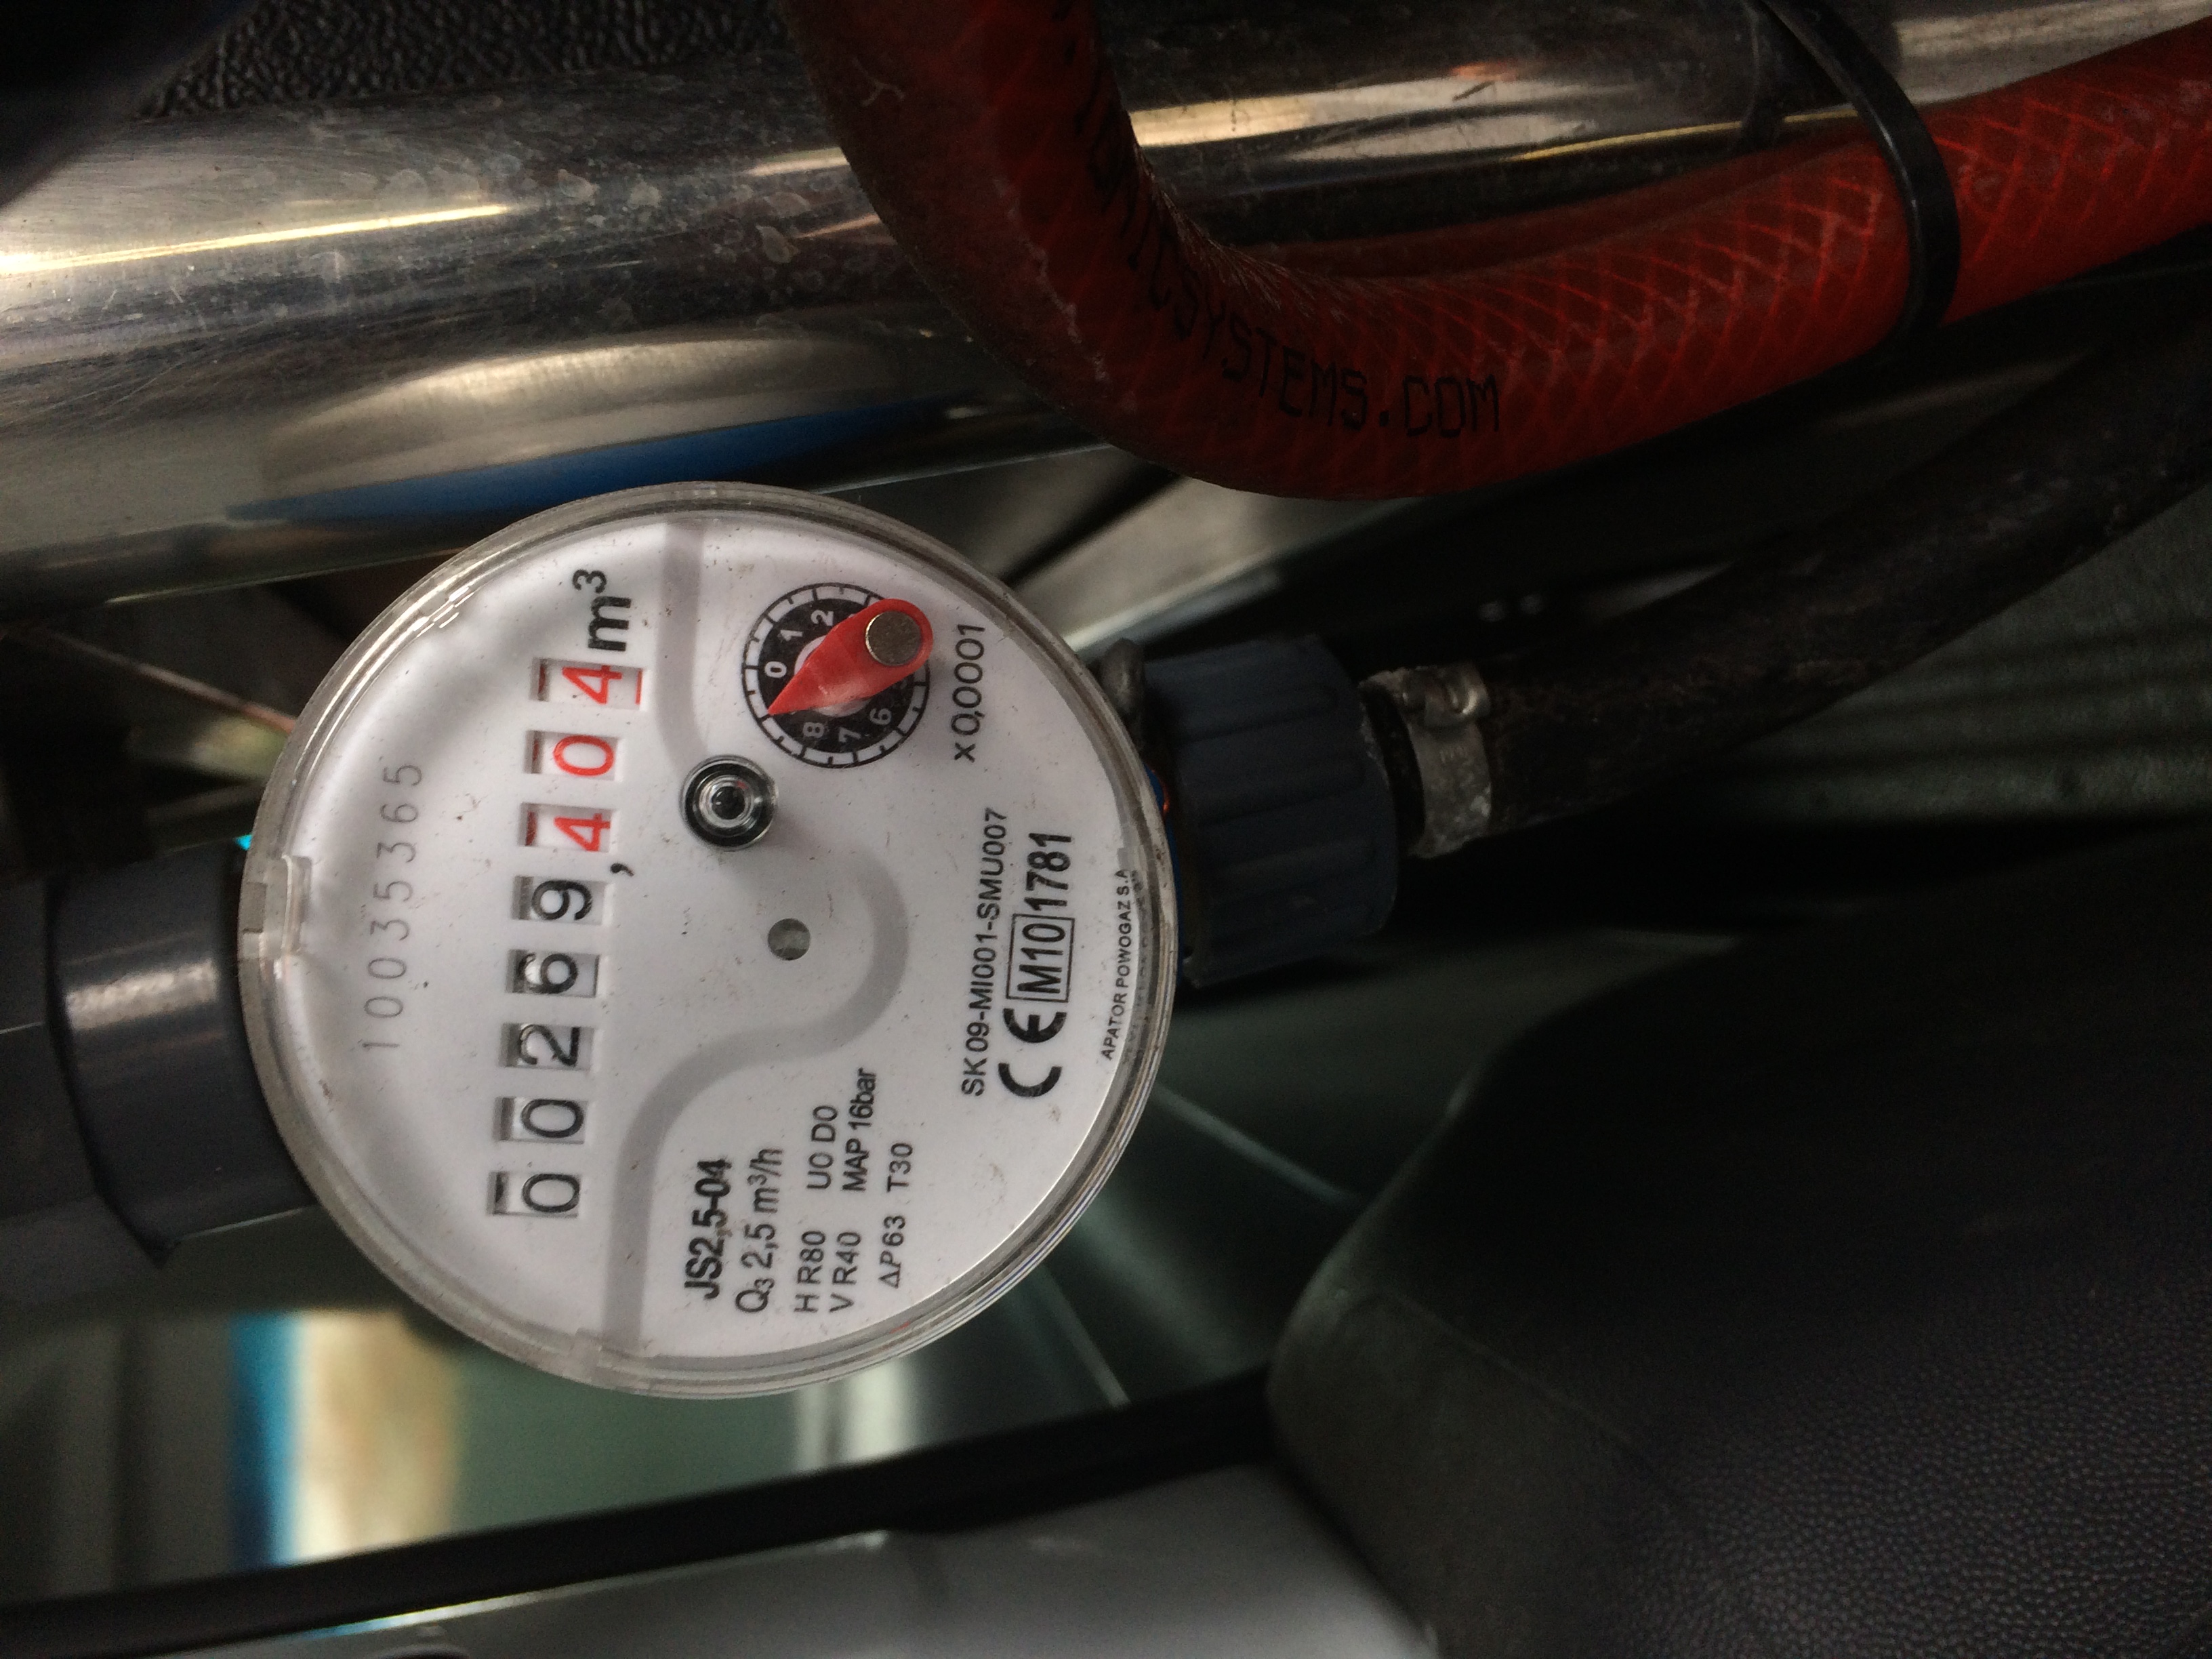 10035365
00269,404 m³
0 1 2 6 7 8
x0,0001
JS2,5-04
Q3 2,5 m³/h
H R80 U0 D0
V R40 MAP 16bar
ΔP63 T30
SK 09-MI001-SMU007
CE M10 1781
APATOR POWOGAZ S.A.
SYSTEMS.COM